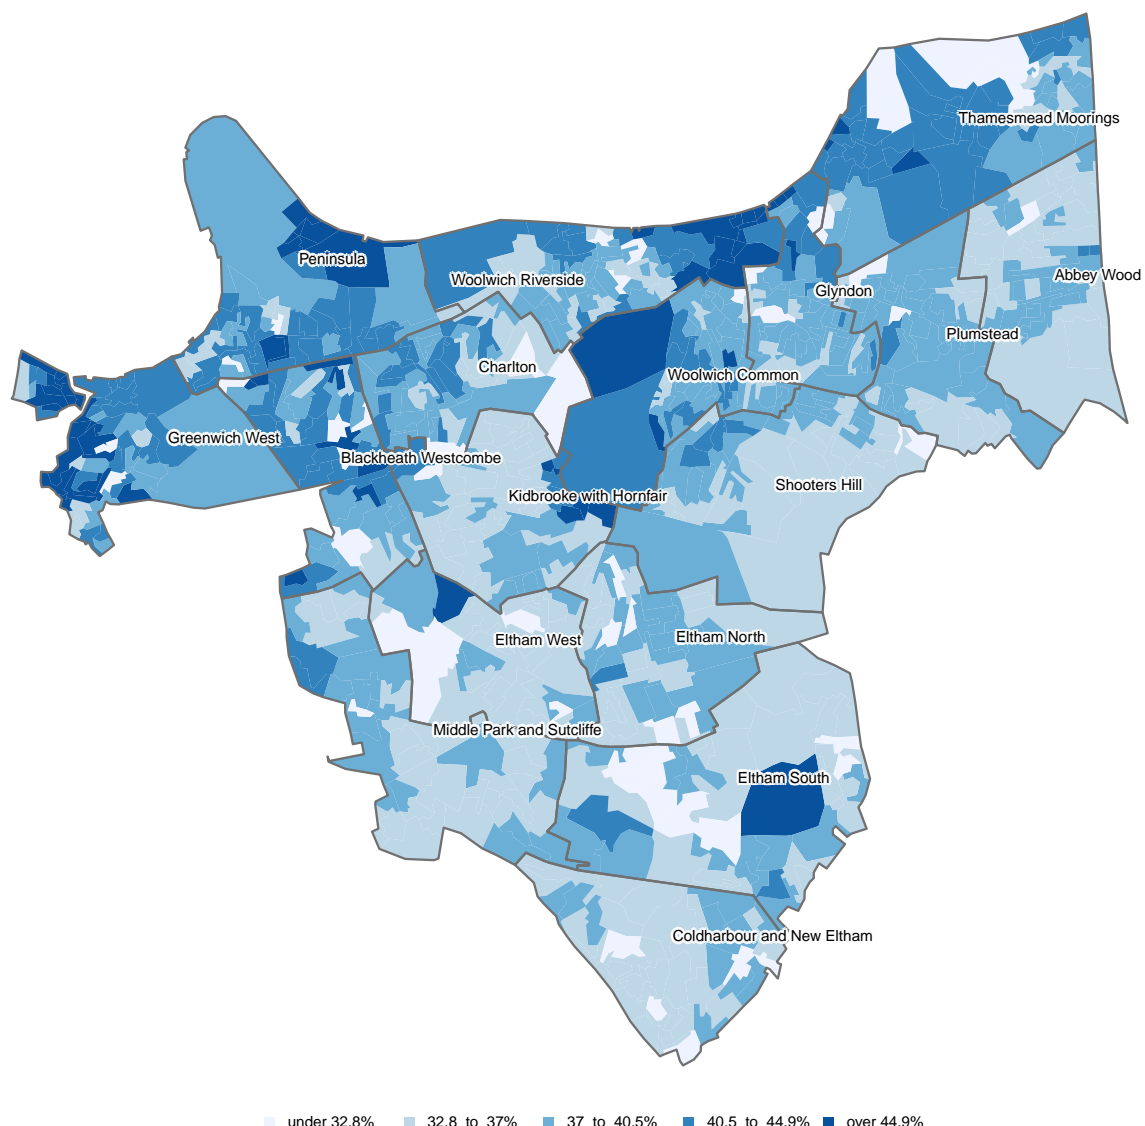 Thamesmead Moorings
Peninsula
Woolwich Riverside
Abbey Wood
Glyndon
Plumstead
Charlton
Woolwich Common
Greenwich West
Blackheath Westcombe
Shooters Hill
Kidbrooke with Hornfair
Eltham West
Eltham North
Middle Park and Sutcliffe
Eltham South
Coldharbour and New Eltham
under 32.8% 32.8 to 37% 37 to 40.5% 40.5 to 44.9% over 44.9%